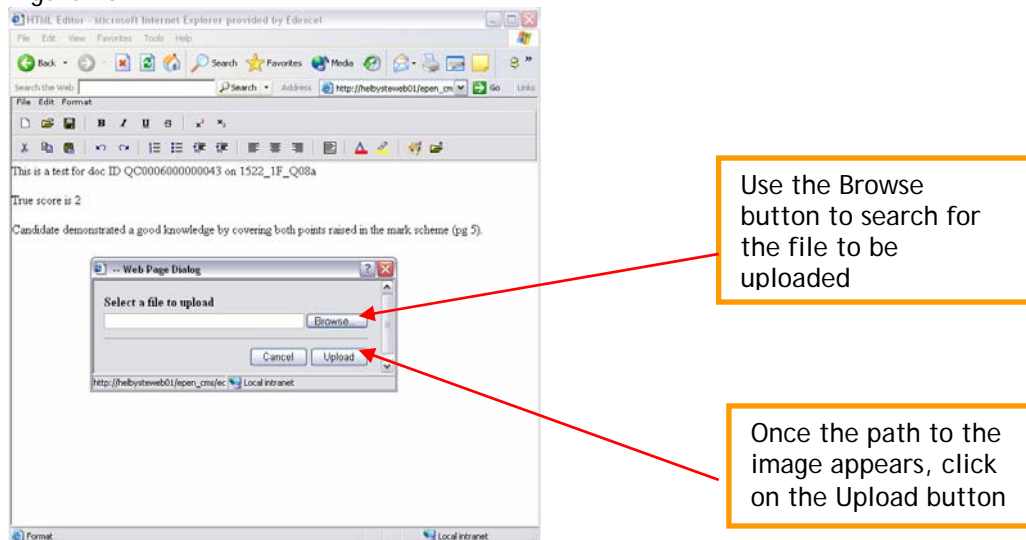 HTML Editor - Microsoft Internet Explorer provided by Edexcel
File Edit View Favorites Tools Help
Back Search Favorites Media
Search the Web Search Address http://helbysteweb01/epen_cm Go Links
File Edit Format
B I U S x² x₂
This is a test for doc ID QC0006000000043 on 1522_1F_Q08a
True score is 2
Candidate demonstrated a good knowledge by covering both points raised in the mark scheme (pg 5).
-- Web Page Dialog
Select a file to upload
Browse...
Cancel Upload
http://helbysteweb01/epen_cms/ec Local intranet
Format Local intranet
Use the Browse
button to search for
the file to be
uploaded
Once the path to the
image appears, click
on the Upload button